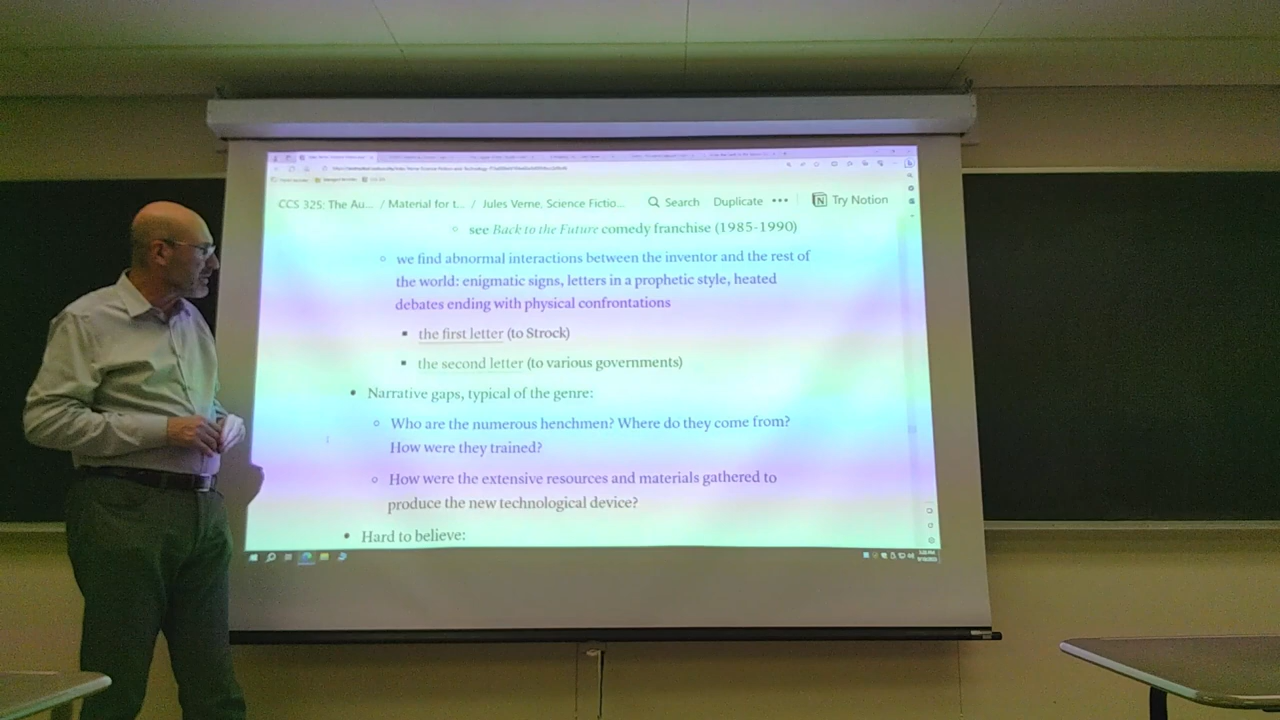 CCS 325: The Au... / Material for t... / Jules Verne, Science Fictio... Search Duplicate ••• Try Notion
◦ see Back to the Future comedy franchise (1985-1990)
◦ we find abnormal interactions between the inventor and the rest of
the world: enigmatic signs, letters in a prophetic style, heated
debates ending with physical confrontations
▪ the first letter (to Strock)
▪ the second letter (to various governments)
• Narrative gaps, typical of the genre:
◦ Who are the numerous henchmen? Where do they come from?
How were they trained?
◦ How were the extensive resources and materials gathered to
produce the new technological device?
• Hard to believe: